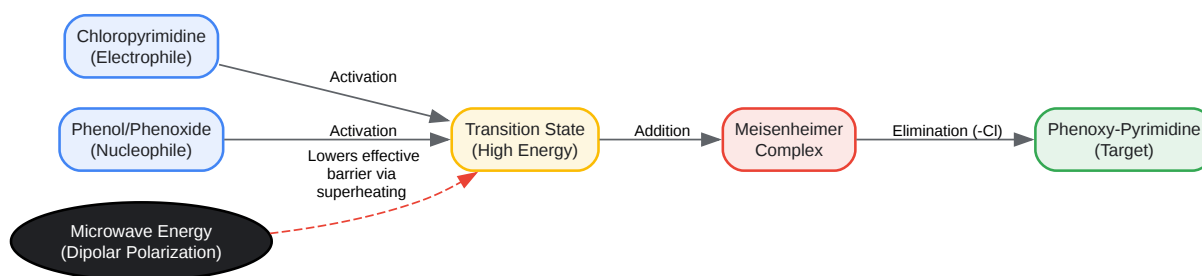 Chloropyrimidine
(Electrophile)
Activation
Phenol/Phenoxide
(Nucleophile)
Activation
Lowers effective
barrier via
superheating
Transition State
(High Energy)
Addition
Meisenheimer
Complex
Elimination (-Cl)
Phenoxy-Pyrimidine
(Target)
Microwave Energy
(Dipolar Polarization)